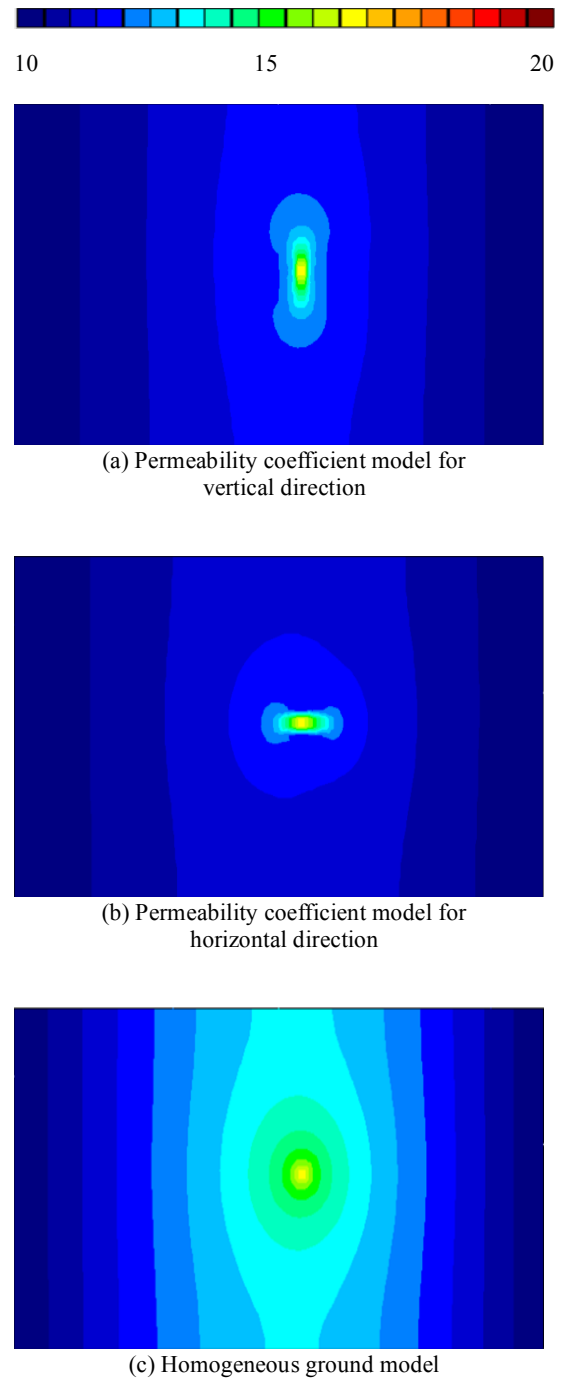 10 15 20
(a) Permeability coefficient model for
vertical direction
(b) Permeability coefficient model for
horizontal direction
(c) Homogeneous ground model